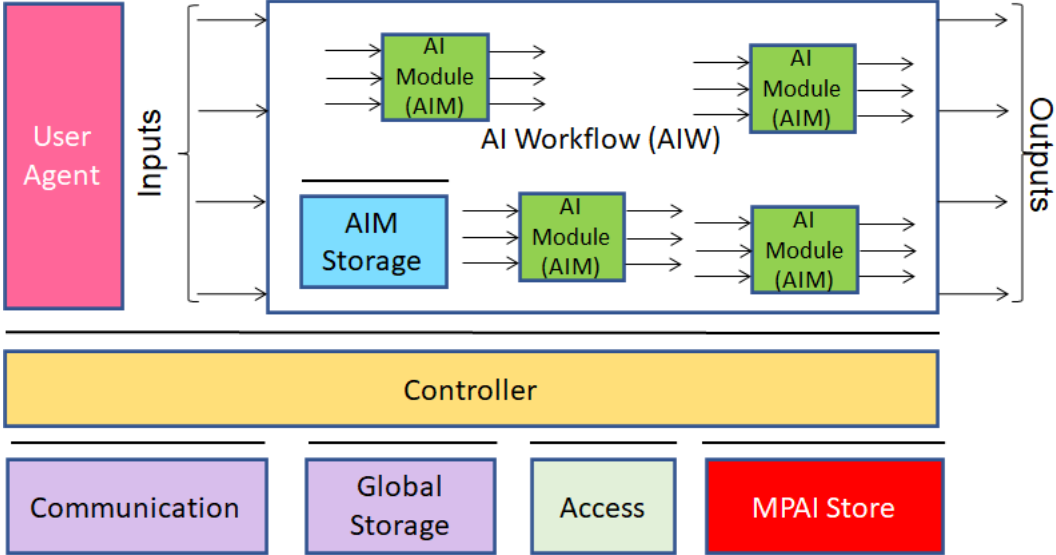 User
Agent
Inputs
AI
Module
(AIM)
AI
Module
(AIM)
AI Workflow (AIW)
AIM
Storage
AI
Module
(AIM)
AI
Module
(AIM)
Outputs
Controller
Communication
Global
Storage
Access
MPAI Store